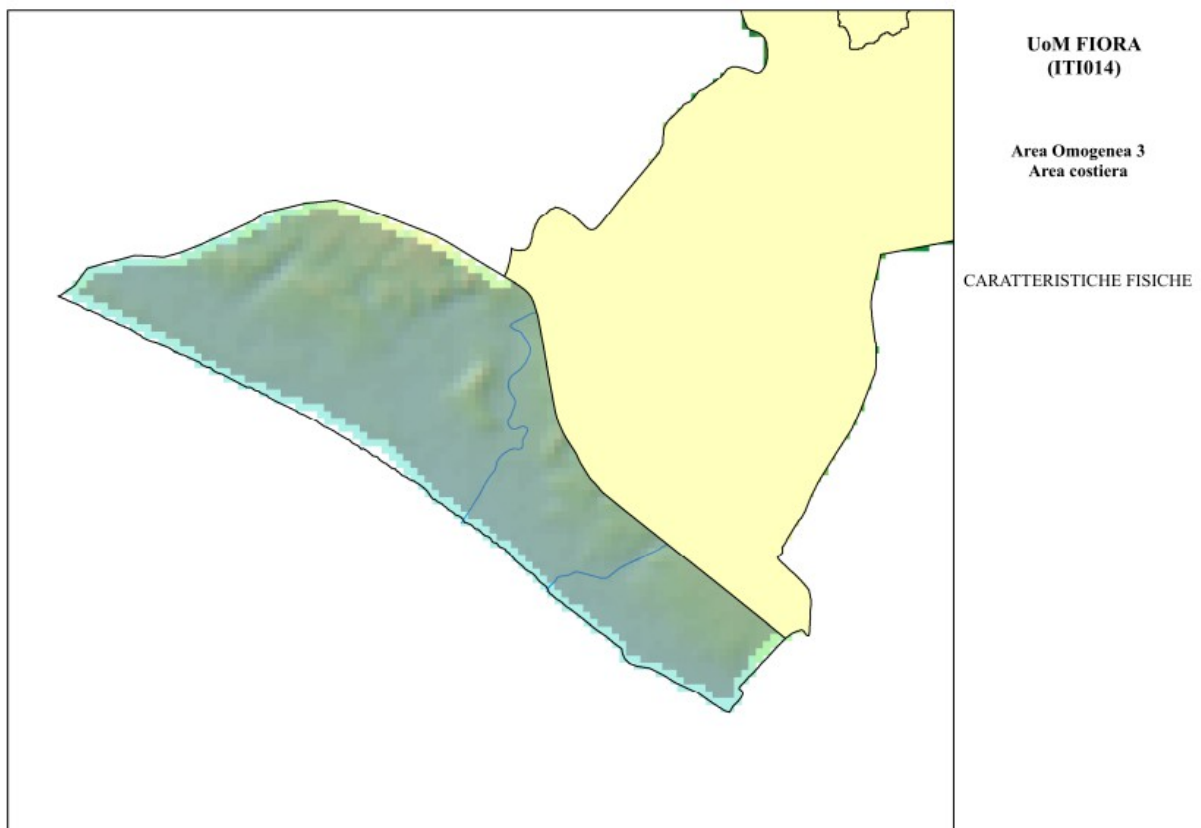 UoM FIORA
(ITI014)
Area Omogenea 3
Area costiera
CARATTERISTICHE FISICHE